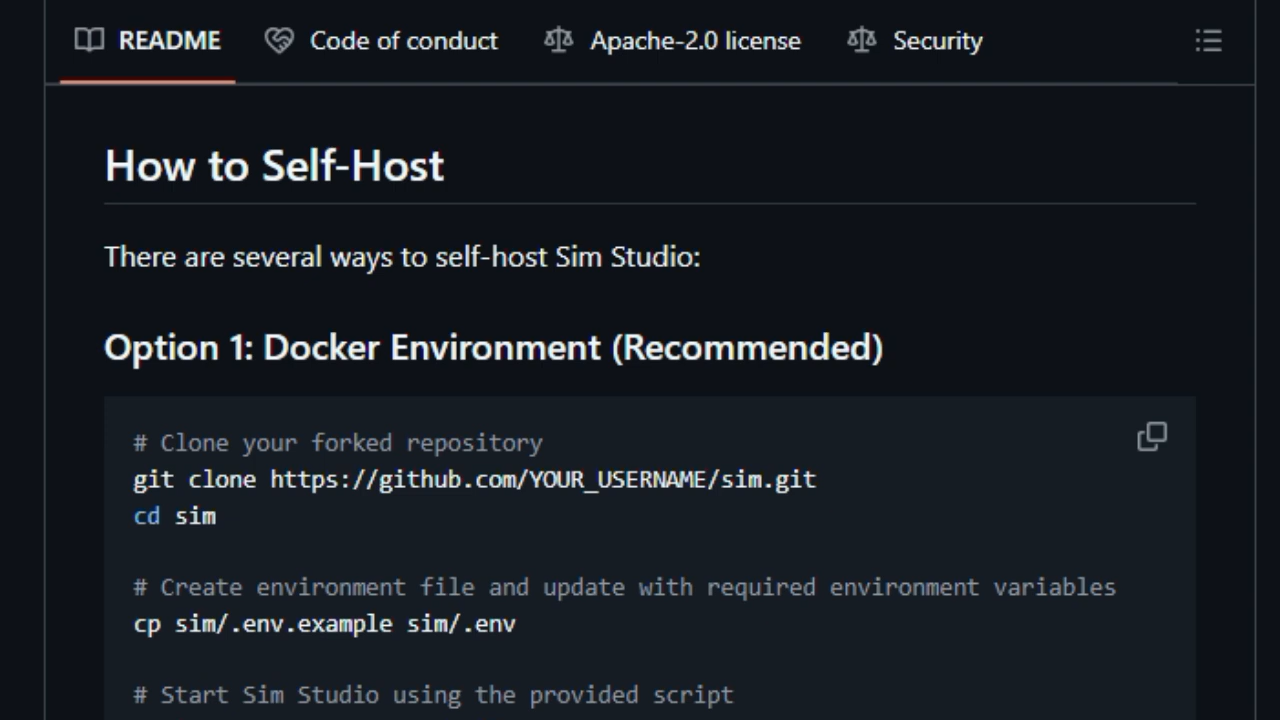 README Code of conduct Apache-2.0 license Security
How to Self-Host
There are several ways to self-host Sim Studio:
Option 1: Docker Environment (Recommended)
# Clone your forked repository
git clone https://github.com/YOUR_USERNAME/sim.git
cd sim
# Create environment file and update with required environment variables
cp sim/.env.example sim/.env
# Start Sim Studio using the provided script